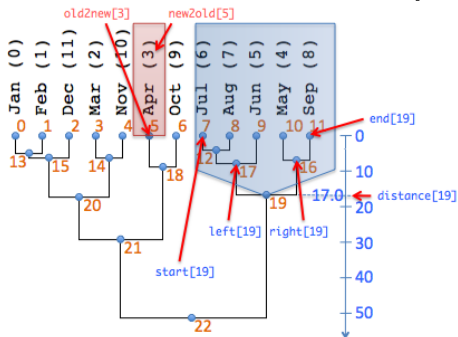 old2new[3] new2old[5]
Jan (0)
Feb (1)
Dec (11)
Mar (2)
Nov (10)
Apr (3)
Oct (9)
Jul (6)
Aug (7)
Jun (5)
May (4)
Sep (8)
0 1 2 3 4 5 6 7 8 9 10 11
end[19]
0
13 15 14 18 12 17 16
10
19 17.0 distance[19]
20 20
left[19] right[19]
21 30
start[19]
40
50
22